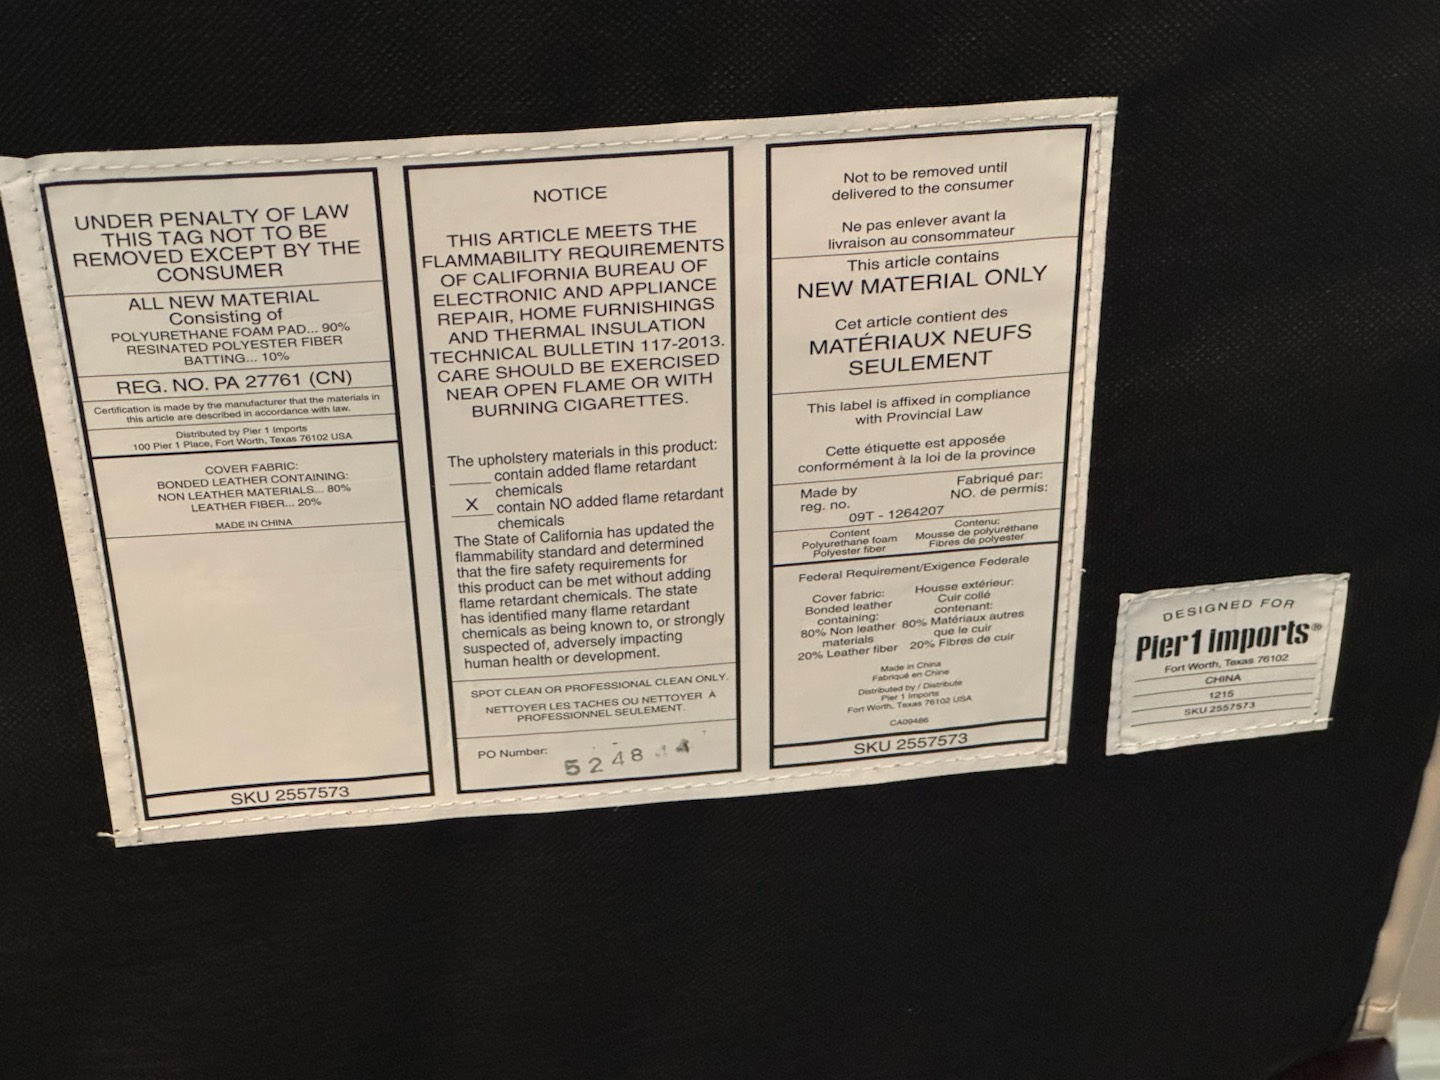 UNDER PENALTY OF LAW
THIS TAG NOT TO BE
REMOVED EXCEPT BY THE
CONSUMER
ALL NEW MATERIAL
Consisting of
POLYURETHANE FOAM PAD... 90%
RESINATED POLYESTER FIBER
BATTING... 10%
REG. NO. PA 27761 (CN)
Certification is made by the manufacturer that the materials in
this article are described in accordance with law.
Distributed by Pier 1 Imports
100 Pier 1 Place, Fort Worth, Texas 76102 USA
COVER FABRIC:
BONDED LEATHER CONTAINING:
NON LEATHER MATERIALS... 80%
LEATHER FIBER... 20%
MADE IN CHINA
SKU 2557573
NOTICE
THIS ARTICLE MEETS THE
FLAMMABILITY REQUIREMENTS
OF CALIFORNIA BUREAU OF
ELECTRONIC AND APPLIANCE
REPAIR, HOME FURNISHINGS
AND THERMAL INSULATION
TECHNICAL BULLETIN 117-2013.
CARE SHOULD BE EXERCISED
NEAR OPEN FLAME OR WITH
BURNING CIGARETTES.
The upholstery materials in this product:
contain added flame retardant
chemicals
X contain NO added flame retardant
chemicals
The State of California has updated the
flammability standard and determined
that the fire safety requirements for
this product can be met without adding
flame retardant chemicals. The state
has identified many flame retardant
chemicals as being known to, or strongly
suspected of, adversely impacting
human health or development.
SPOT CLEAN OR PROFESSIONAL CLEAN ONLY.
NETTOYER LES TACHES OU NETTOYER À
PROFESSIONNEL SEULEMENT.
PO Number:
Not to be removed until
delivered to the consumer
Ne pas enlever avant la
livraison au consommateur
This article contains
NEW MATERIAL ONLY
Cet article contient des
MATÉRIAUX NEUFS
SEULEMENT
This label is affixed in compliance
with Provincial Law
Cette étiquette est apposée
conformément à la loi de la province
Made by
reg. no.
Fabriqué par:
NO. de permis:
09T - 1264207
Content
Polyurethane foam
Polyester fiber
Contenu:
Mousse de polyuréthane
Fibres de polyester
Federal Requirement/Exigence Federale
Cover fabric:
Bonded leather
containing:
80% Non leather
materials
20% Leather fiber
Housse extérieur:
Cuir collé
contenant:
80% Matériaux autres
que le cuir
20% Fibres de cuir
Made in China
Fabriqué en Chine
Distributed by / Distribute
Pier 1 Imports
Fort Worth, Texas 76102 USA
CA09486
SKU 2557573
DESIGNED FOR
Pier 1 imports®
Fort Worth, Texas 76102
CHINA
1215
SKU 2557573